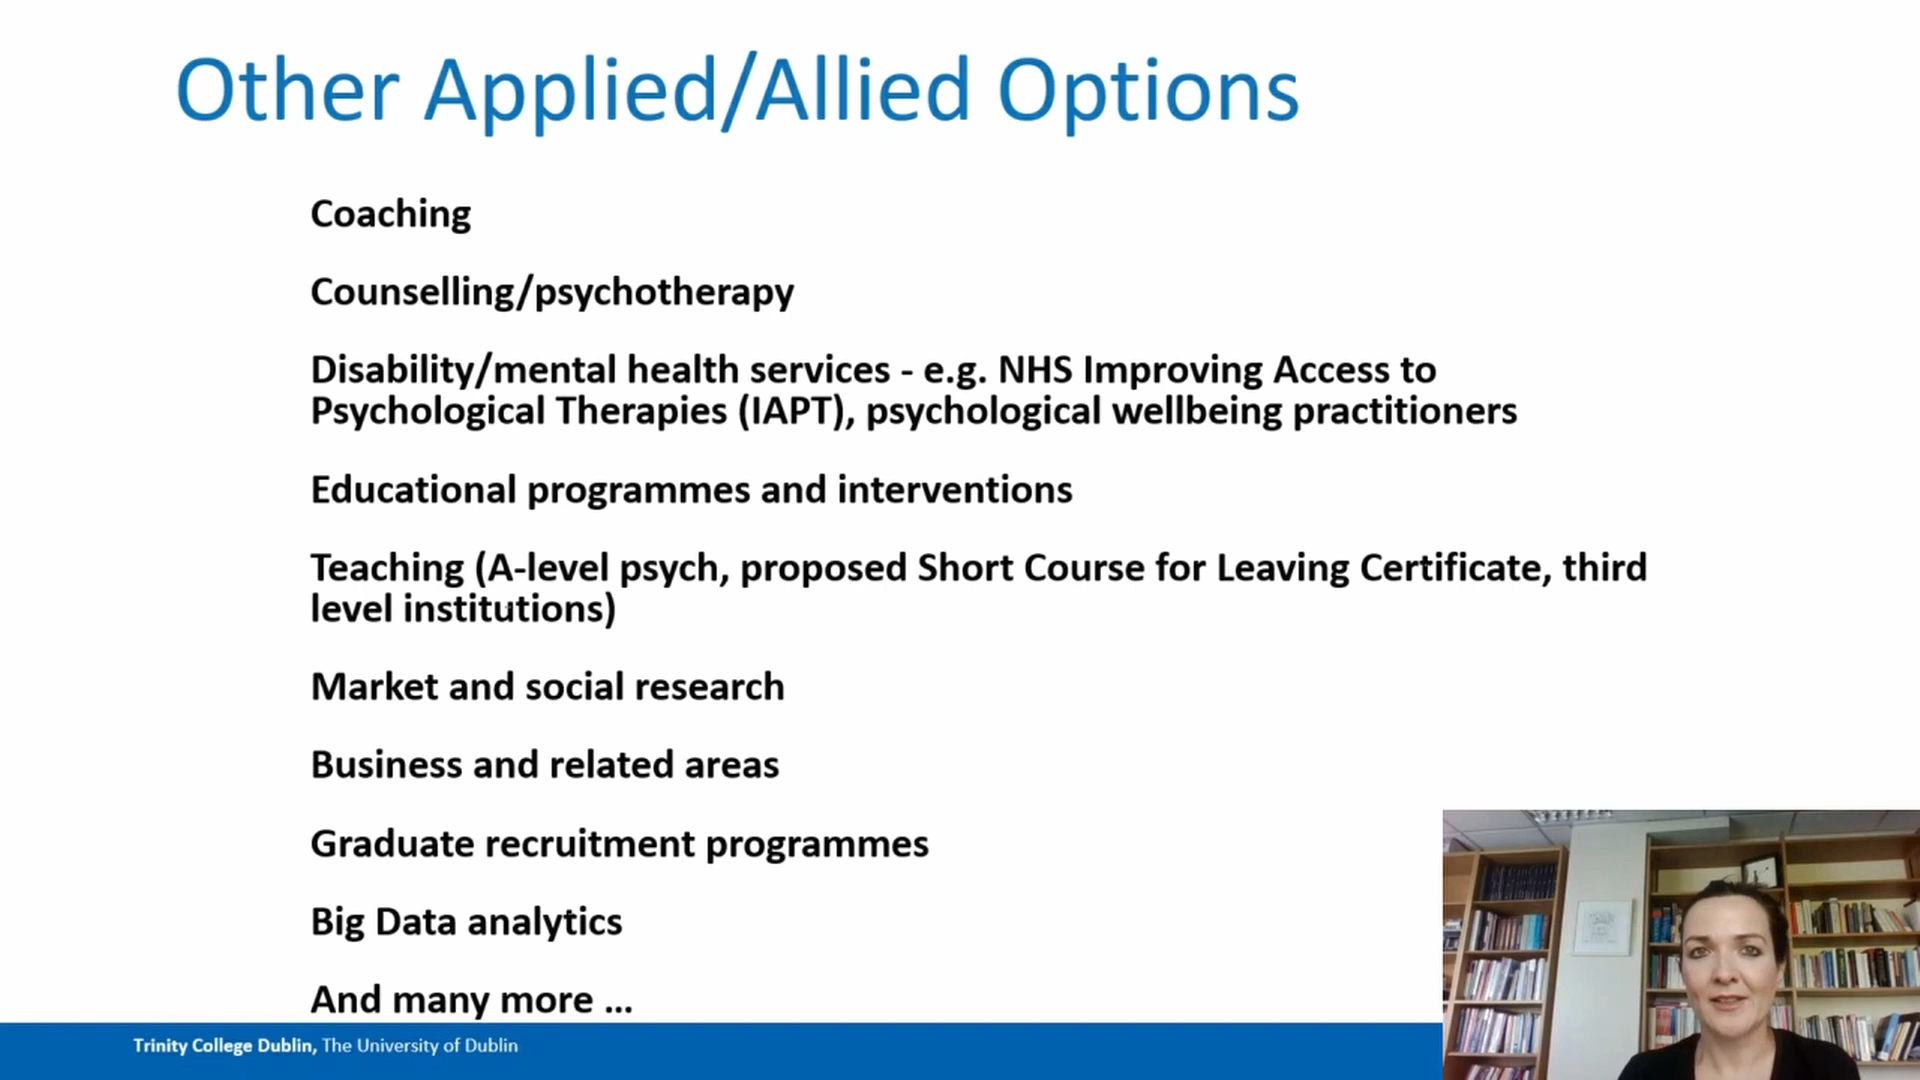 Other Applied/Allied Options
Coaching
Counselling/psychotherapy
Disability/mental health services - e.g. NHS Improving Access to
Psychological Therapies (IAPT), psychological wellbeing practitioners
Educational programmes and interventions
Teaching (A-level psych, proposed Short Course for Leaving Certificate, third
level institutions)
Market and social research
Business and related areas
Graduate recruitment programmes
Big Data analytics
And many more ...
Trinity College Dublin, The University of Dublin